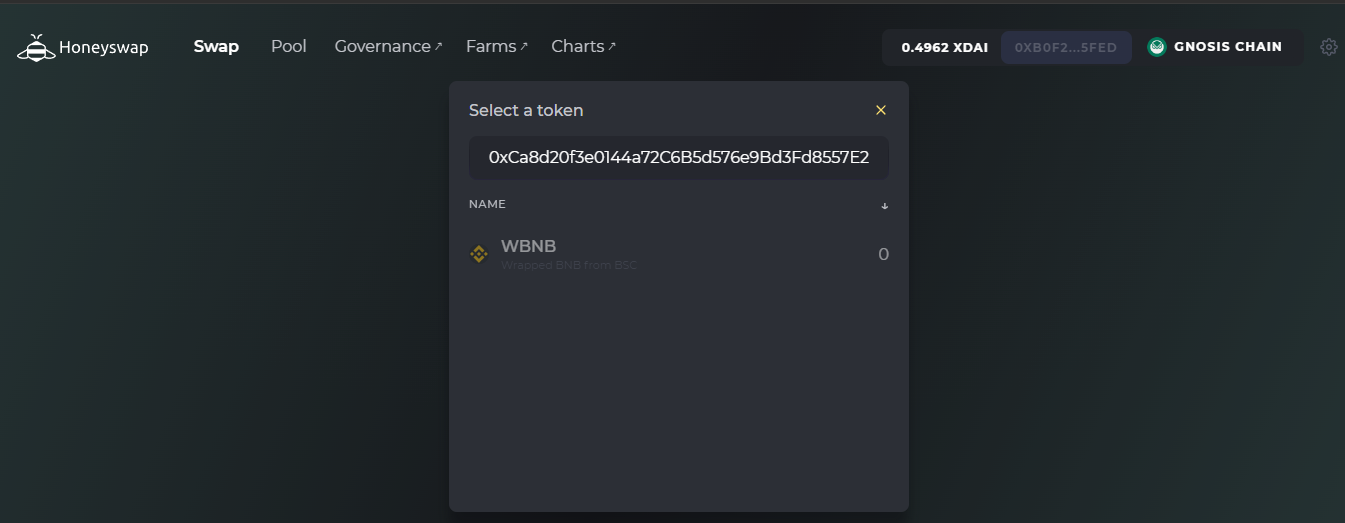 Honeyswap
Swap
Pool
Governance ↗
Farms ↗
Charts ↗
0.4962 XDAI
0XB0F2...5FED
GNOSIS CHAIN
Select a token
0xCa8d20f3e0144a72C6B5d576e9Bd3Fd8557E2
NAME
WBNB
0
Wrapped BNB from BSC